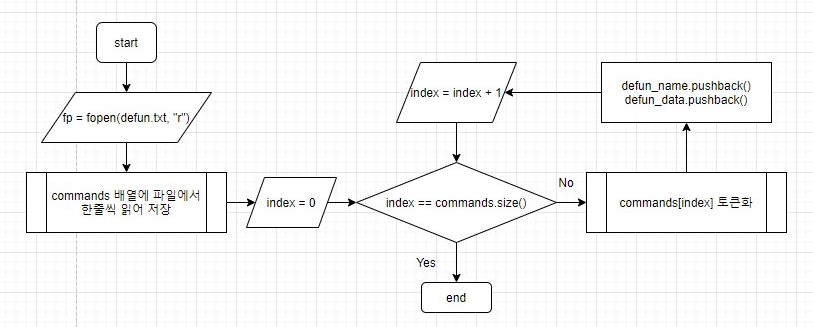 start
fp = fopen(defun.txt, "r")
commands 배열에 파일에서
한줄씩 읽어 저장
index = 0
index == commands.size()
No
commands[index] 토큰화
defun_name.pushback()
defun_data.pushback()
index = index + 1
Yes
end